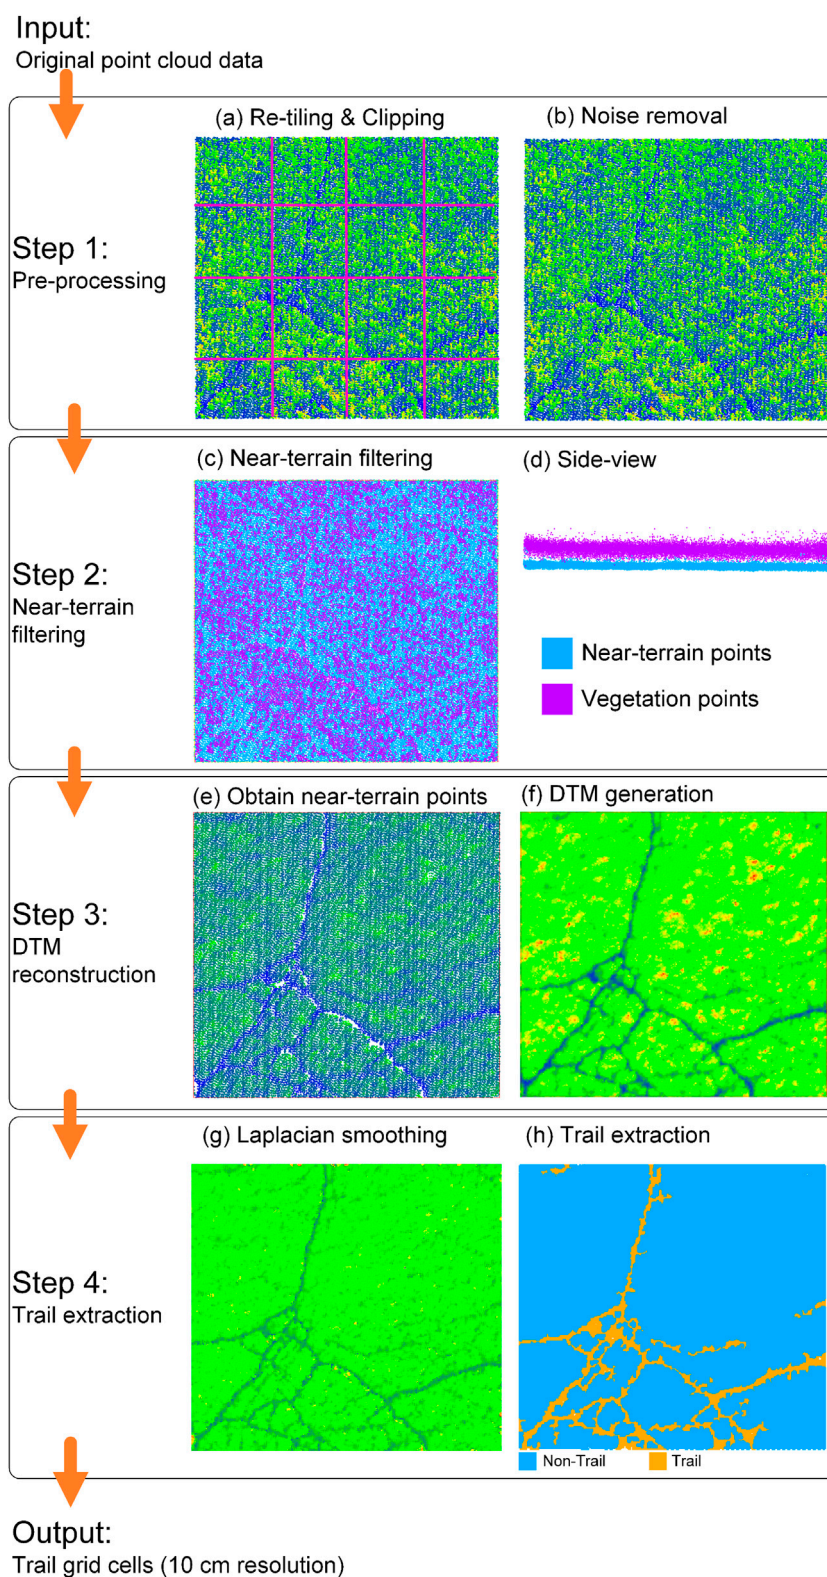 Input:
Original point cloud data
(a) Re-tiling & Clipping
(b) Noise removal
Step 1:
Pre-processing
(c) Near-terrain filtering
(d) Side-view
Step 2:
Near-terrain
filtering
Near-terrain points
Vegetation points
(e) Obtain near-terrain points
(f) DTM generation
Step 3:
DTM
reconstruction
(g) Laplacian smoothing
(h) Trail extraction
Step 4:
Trail extraction
Non-Trail
Trail
Output:
Trail grid cells (10 cm resolution)